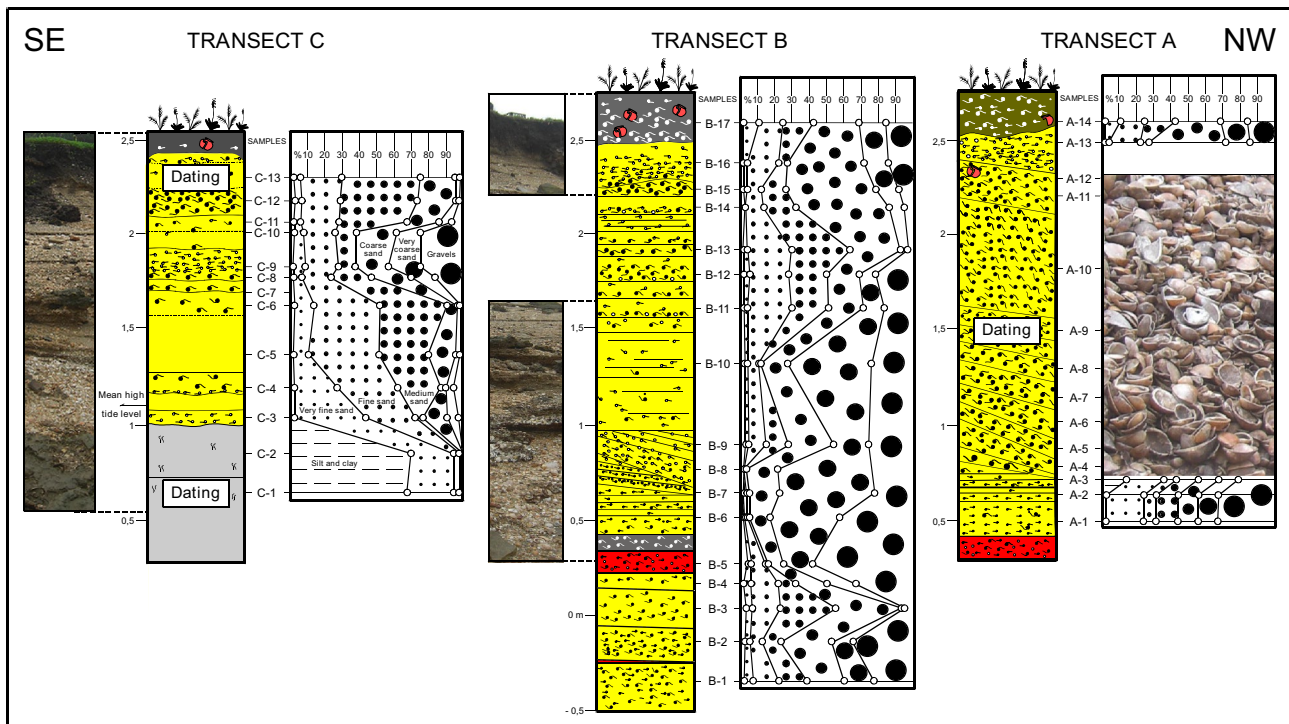 SE
TRANSECT C
TRANSECT B
TRANSECT A
NW
SAMPLES
% 10 20 30 40 50 60 70 80 90
2,5
2
1,5
Mean high
tide level
1
0,5
Dating
Dating
C-13
C-12
C-11
C-10
C-9
C-8
C-7
C-6
C-5
C-4
C-3
C-2
C-1
Coarse
sand
Very
coarse
sand
Gravels
Medium
sand
Fine sand
Very fine sand
Silt and clay
SAMPLES
% 10 20 30 40 50 60 70 80 90
2,5
2
1,5
1
0,5
0 m
- 0,5
B-17
B-16
B-15
B-14
B-13
B-12
B-11
B-10
B-9
B-8
B-7
B-6
B-5
B-4
B-3
B-2
B-1
SAMPLES
% 10 20 30 40 50 60 70 80 90
2,5
2
1,5
1
0,5
Dating
A-14
A-13
A-12
A-11
A-10
A-9
A-8
A-7
A-6
A-5
A-4
A-3
A-2
A-1